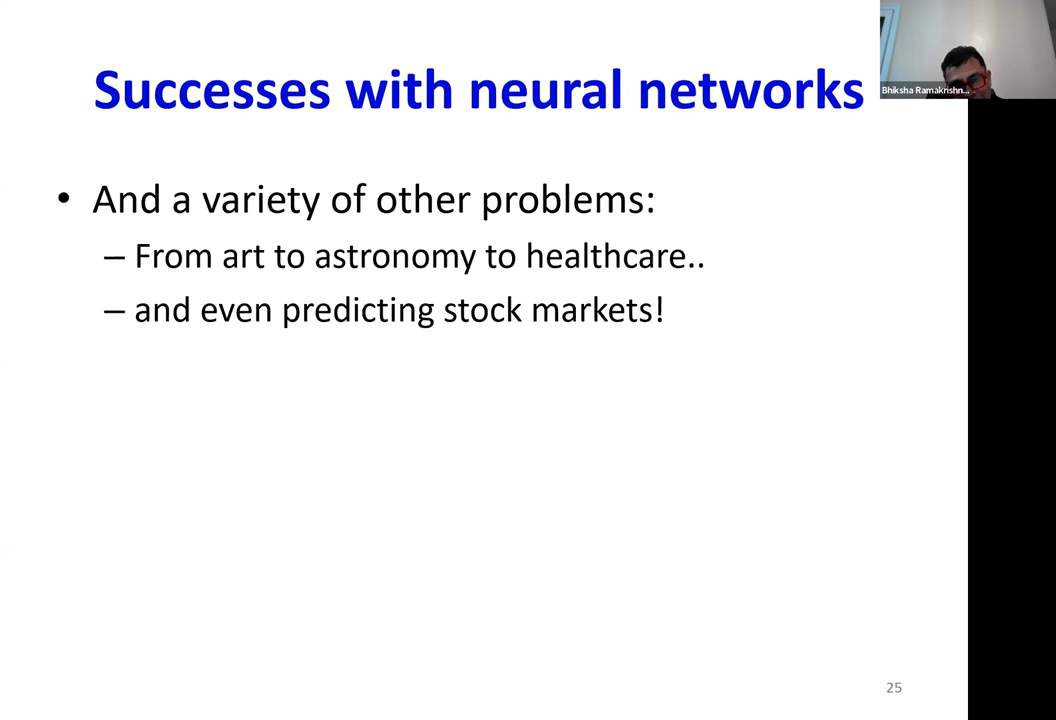 Successes with neural networks
Bhiksha Ramakrishn...
• And a variety of other problems:
– From art to astronomy to healthcare..
– and even predicting stock markets!
25